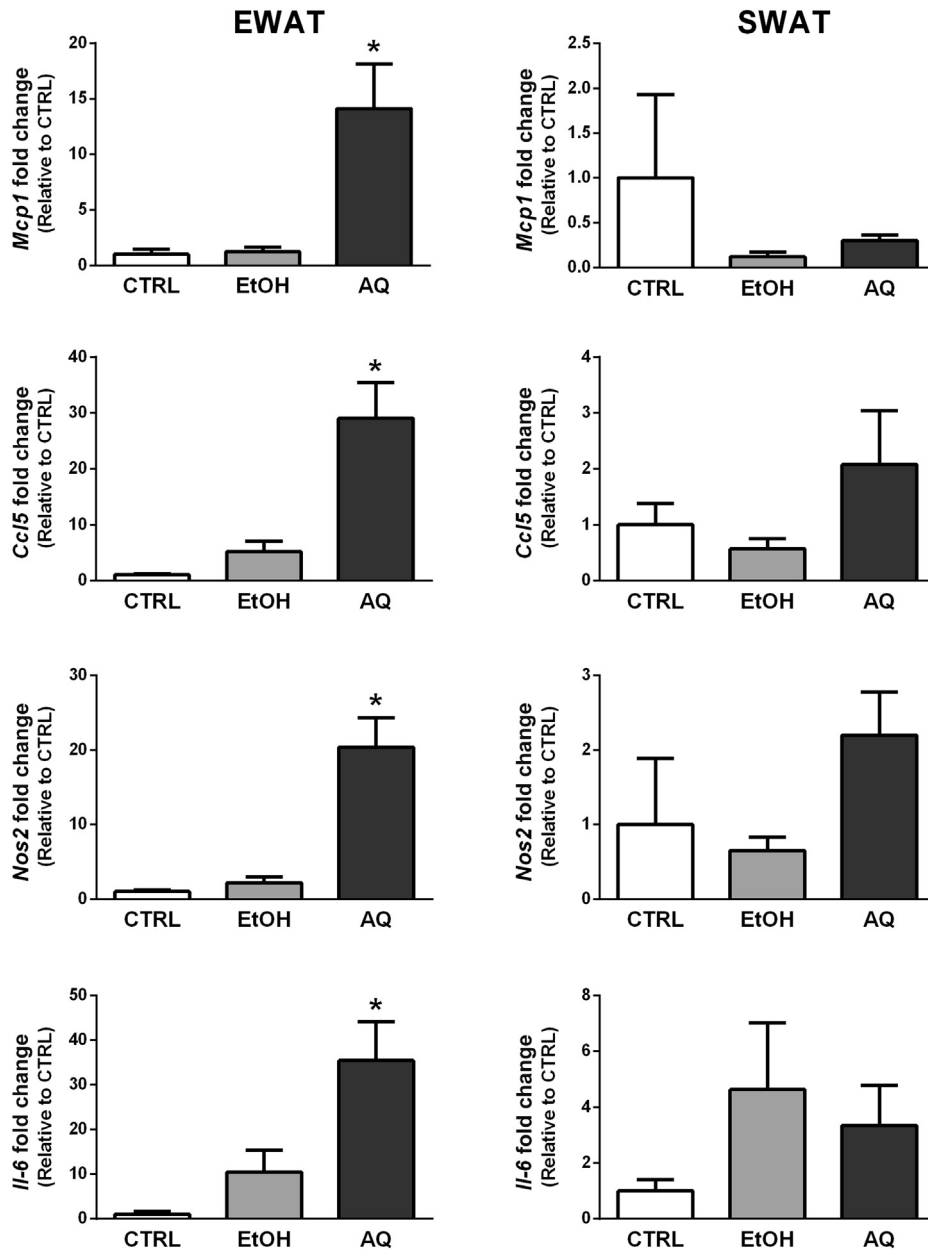 EWAT
SWAT
Mcp1 fold change
(Relative to CTRL)
20
15
10
5
0
*
CTRL EtOH AQ
Mcp1 fold change
(Relative to CTRL)
2.5
2.0
1.5
1.0
0.5
0.0
CTRL EtOH AQ
Ccl5 fold change
(Relative to CTRL)
40
30
20
10
0
*
CTRL EtOH AQ
Ccl5 fold change
(Relative to CTRL)
4
3
2
1
0
CTRL EtOH AQ
Nos2 fold change
(Relative to CTRL)
30
20
10
0
*
CTRL EtOH AQ
Nos2 fold change
(Relative to CTRL)
3
2
1
0
CTRL EtOH AQ
Il-6 fold change
(Relative to CTRL)
50
40
30
20
10
0
*
CTRL EtOH AQ
Il-6 fold change
(Relative to CTRL)
8
6
4
2
0
CTRL EtOH AQ